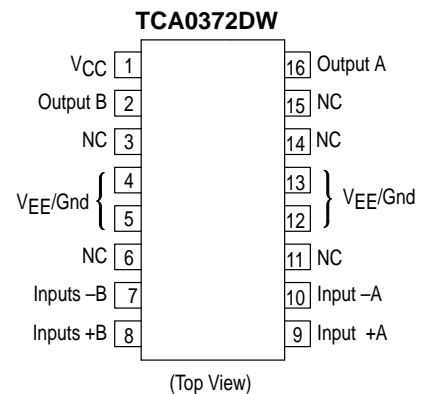 TCA0372DW
VCC 1 16 Output A
Output B 2 15 NC
NC 3 14 NC
4 13
VEE/Gnd VEE/Gnd
5 12
NC 6 11 NC
Inputs –B 7 10 Input –A
Inputs +B 8 9 Input +A
(Top View)